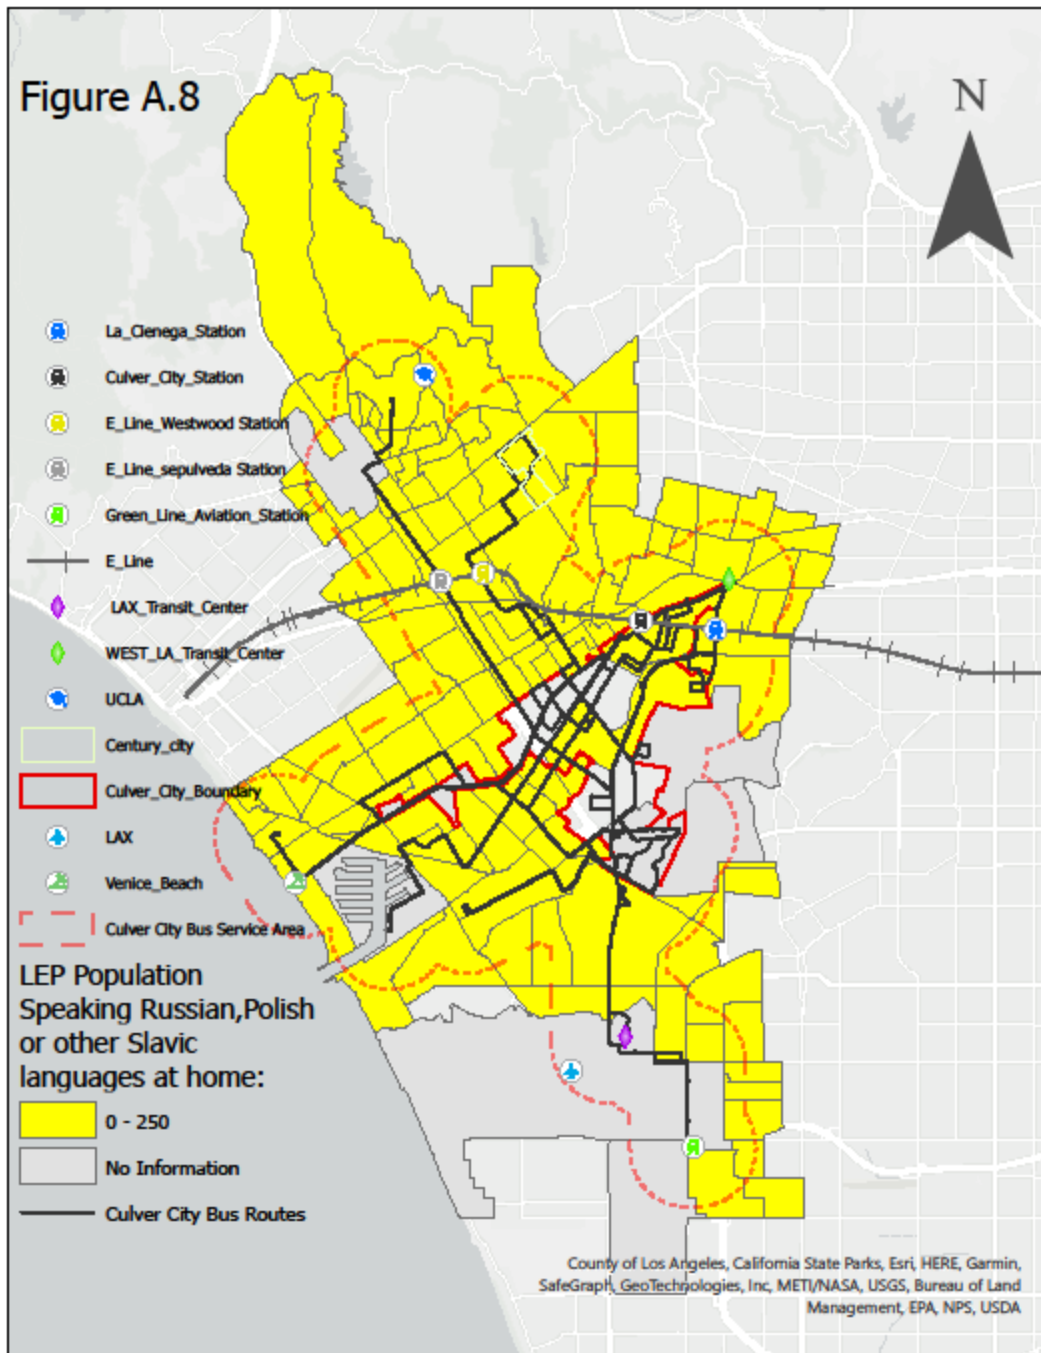 Figure A.8
N
La_Cienega_Station
Culver_City_Station
E_Line_Westwood Station
E_Line_sepulveda Station
Green_Line_Aviation_Station
E_Line
LAX_Transit_Center
WEST_LA_Transit_Center
UCLA
Century_city
Culver_City_Boundary
LAX
Venice_Beach
Culver City Bus Service Area
LEP Population
Speaking Russian,Polish
or other Slavic
languages at home:
0 - 250
No Information
Culver City Bus Routes
County of Los Angeles, California State Parks, Esri, HERE, Garmin,
SafeGraph, GeoTechnologies, Inc, METI/NASA, USGS, Bureau of Land
Management, EPA, NPS, USDA